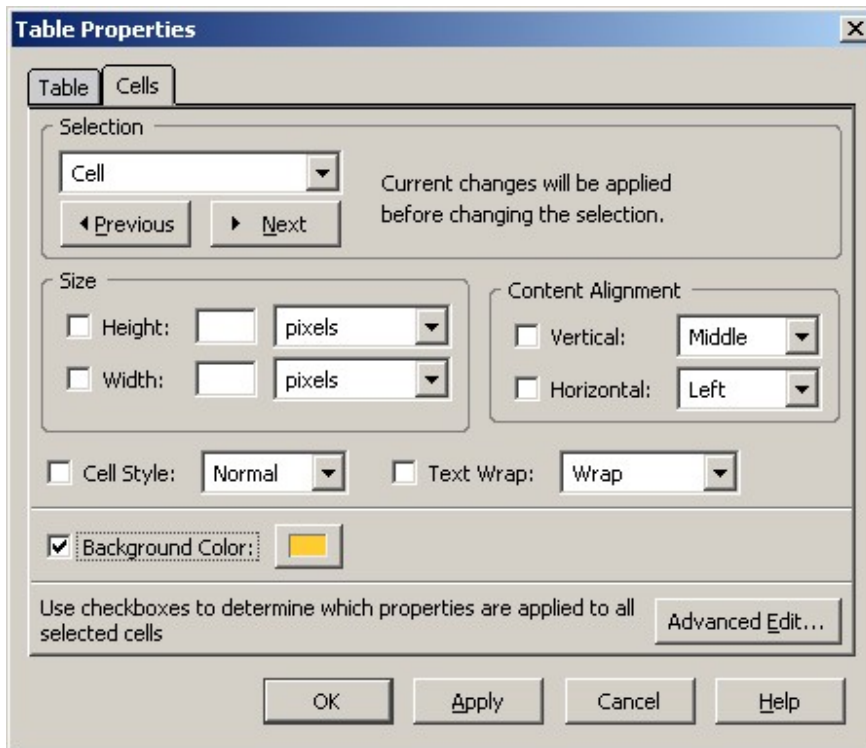 Table Properties
Table Cells
Selection
Cell
Current changes will be applied
before changing the selection.
Previous Next
Size
Height: pixels
Width: pixels
Content Alignment
Vertical: Middle
Horizontal: Left
Cell Style: Normal Text Wrap: Wrap
Background Color:
Use checkboxes to determine which properties are applied to all
selected cells
Advanced Edit...
OK Apply Cancel Help